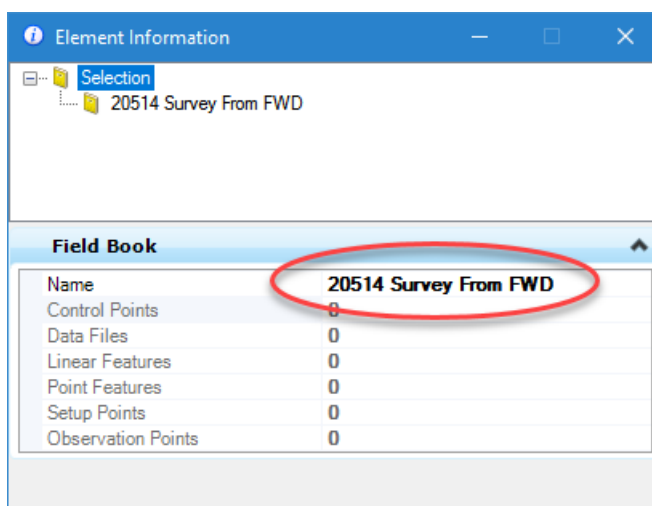 Element Information
Selection
20514 Survey From FWD
Field Book
Name 20514 Survey From FWD
Control Points 0
Data Files 0
Linear Features 0
Point Features 0
Setup Points 0
Observation Points 0